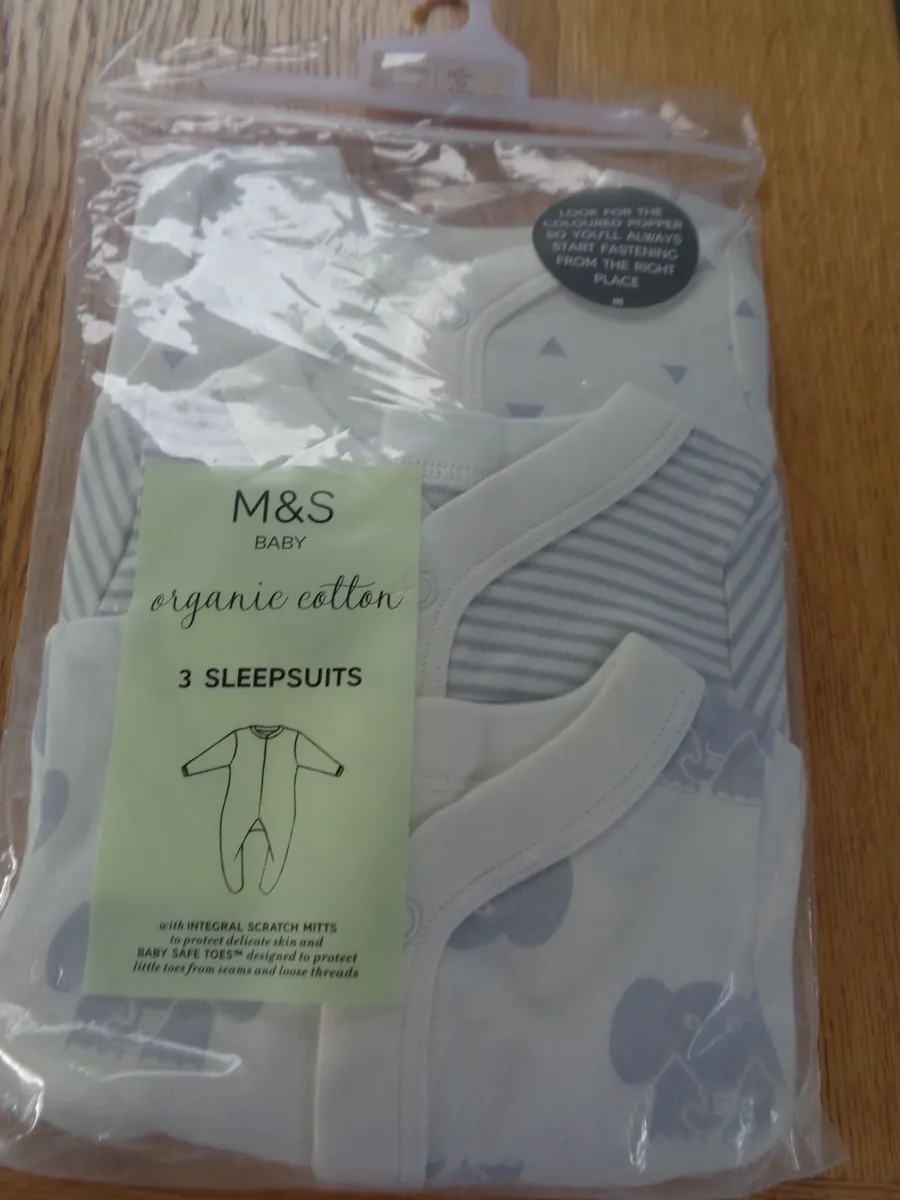 LOOK FOR THE
COLOURED POPPER
SO YOU'LL ALWAYS
START FASTENING
FROM THE RIGHT
PLACE
M&S
BABY
organic cotton
3 SLEEPSUITS
with INTEGRAL SCRATCH MITTS
to protect delicate skin and
BABY SAFE TOES™ designed to protect
little toes from seams and loose threads